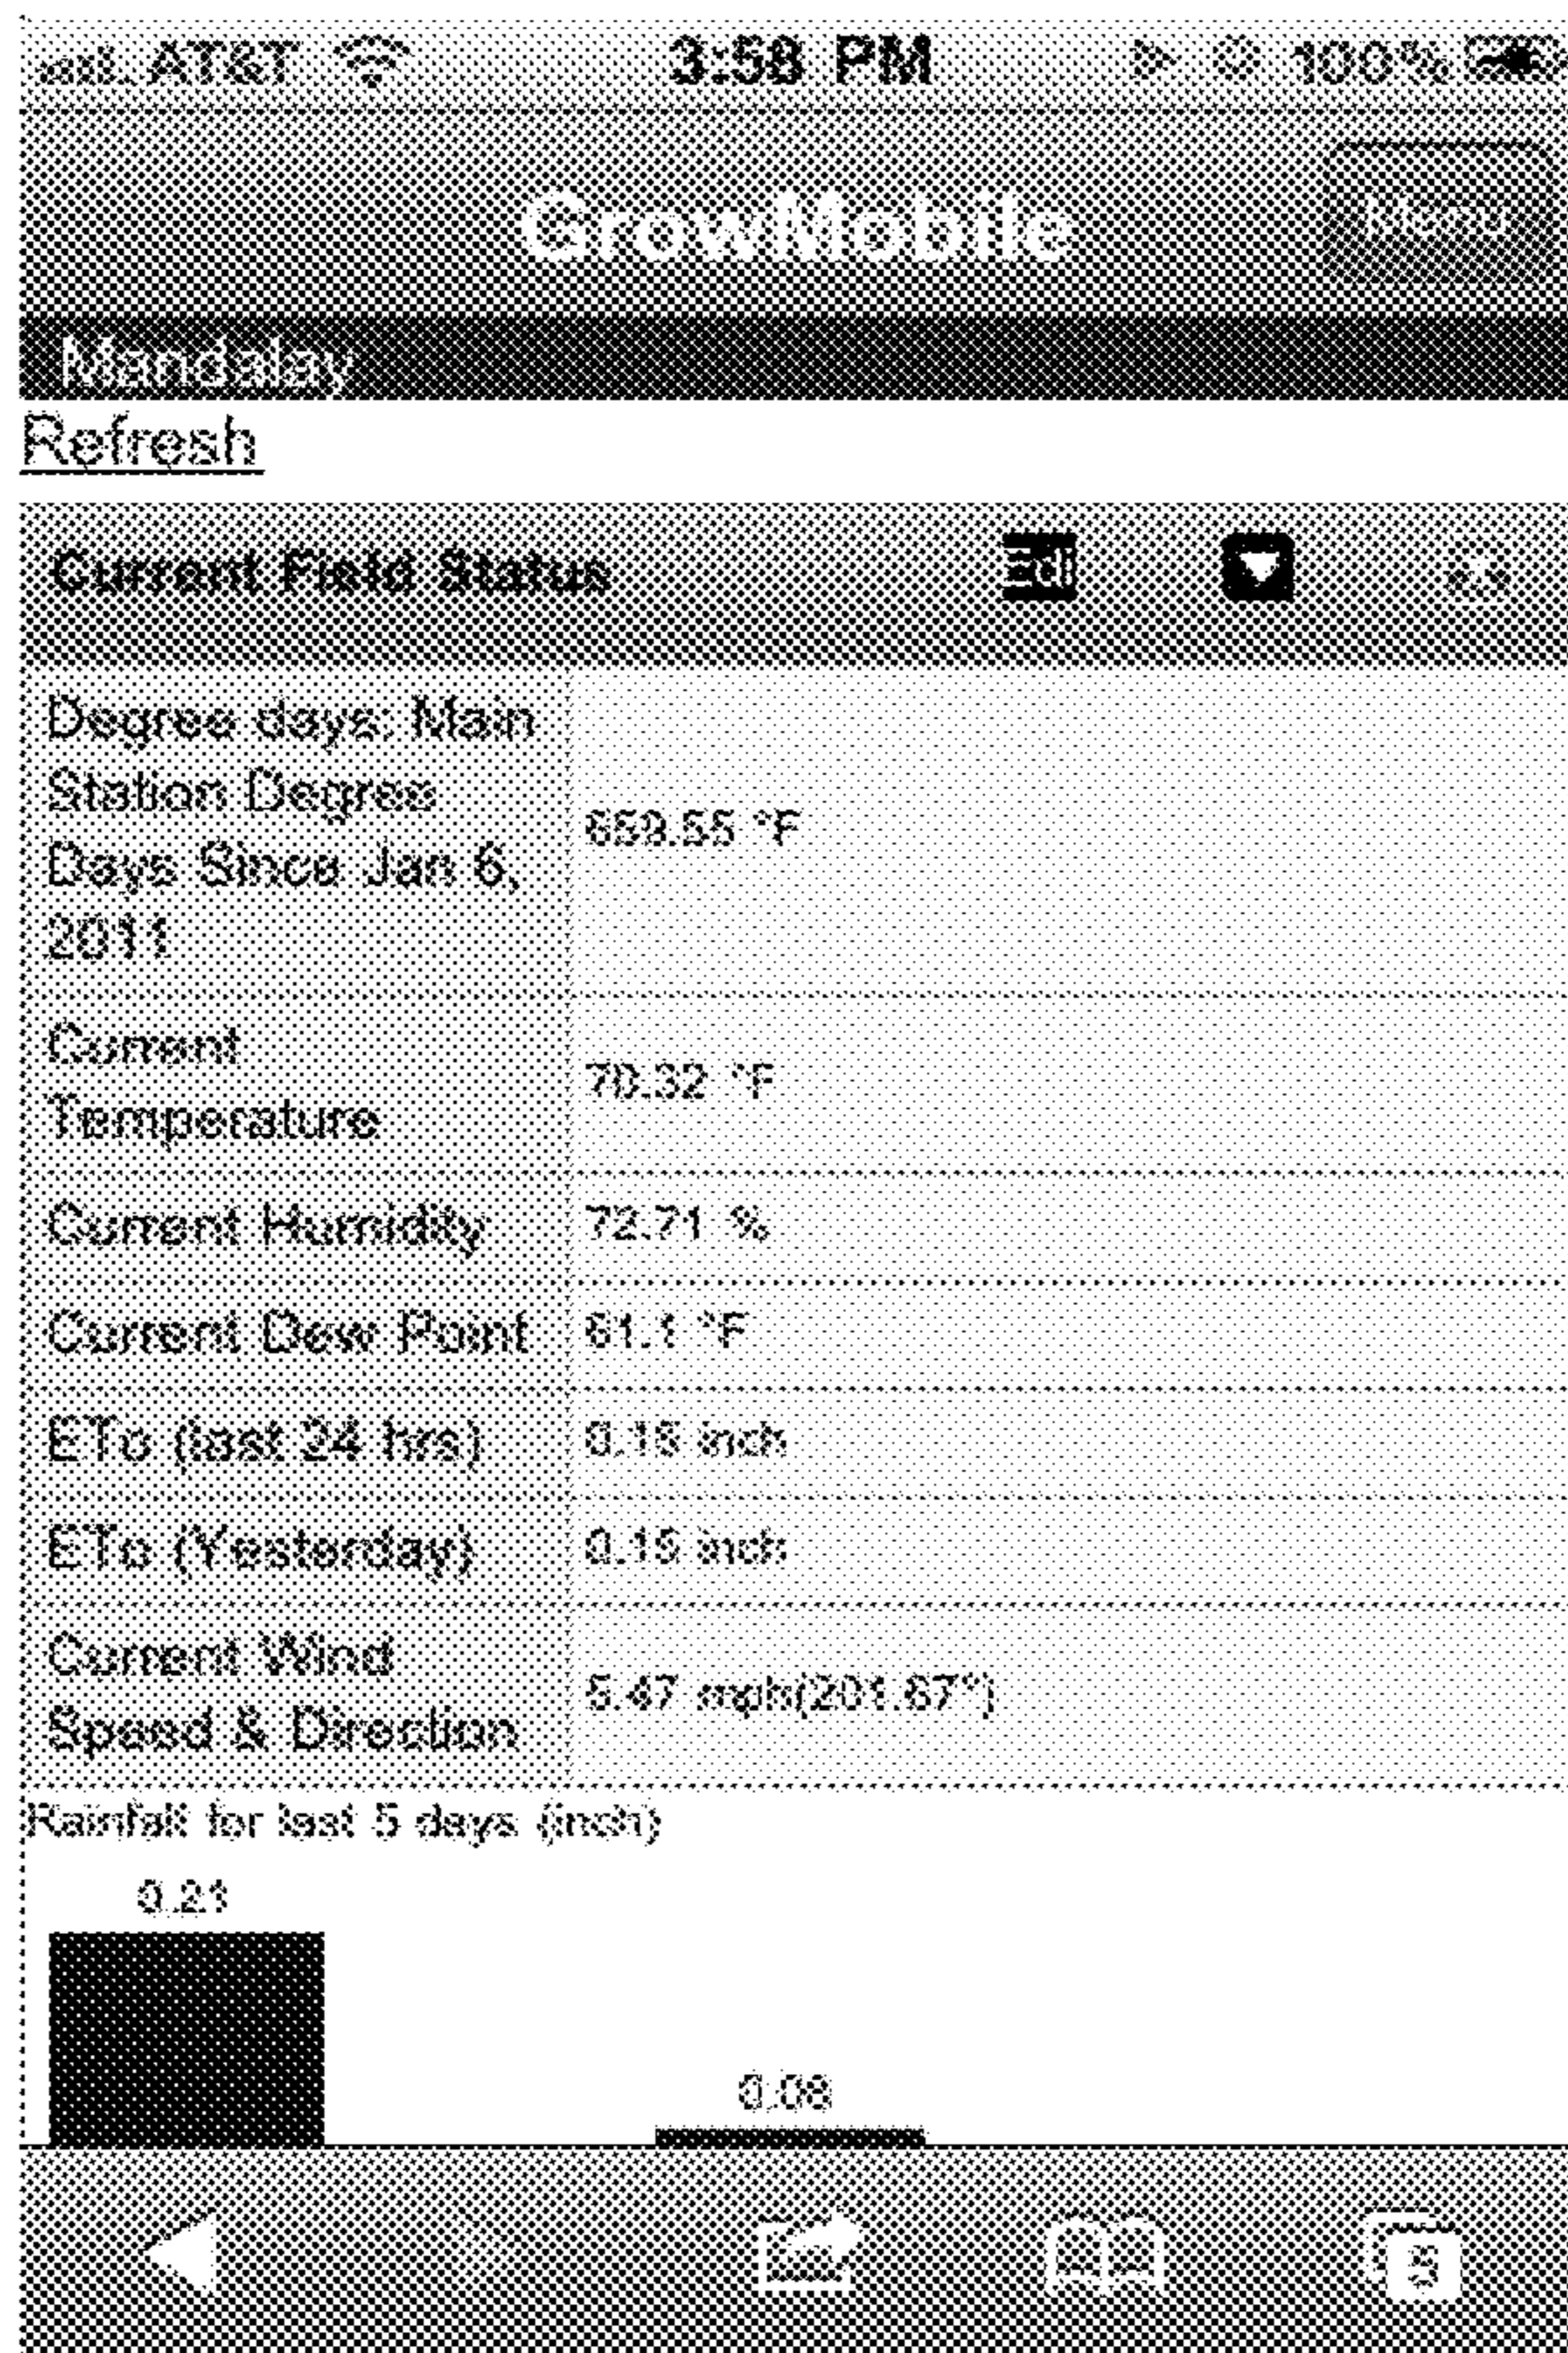 AT&T 3:58 PM 100%
GrowMobile Menu
Mandalay
Refresh
Current Field Status Edi
Degree days: Main
Station Degree
Days Since Jan 6,
2011
659.55 °F
Current
Temperature
70.32 °F
Current Humidity 72.71 %
Current Dew Point 61.1 °F
ETo (last 24 hrs) 0.15 inch
ETo (Yesterday) 0.15 inch
Current Wind
Speed & Direction
5.47 mph(201.67°)
Rainfall for last 5 days (inch)
0.21
0.08